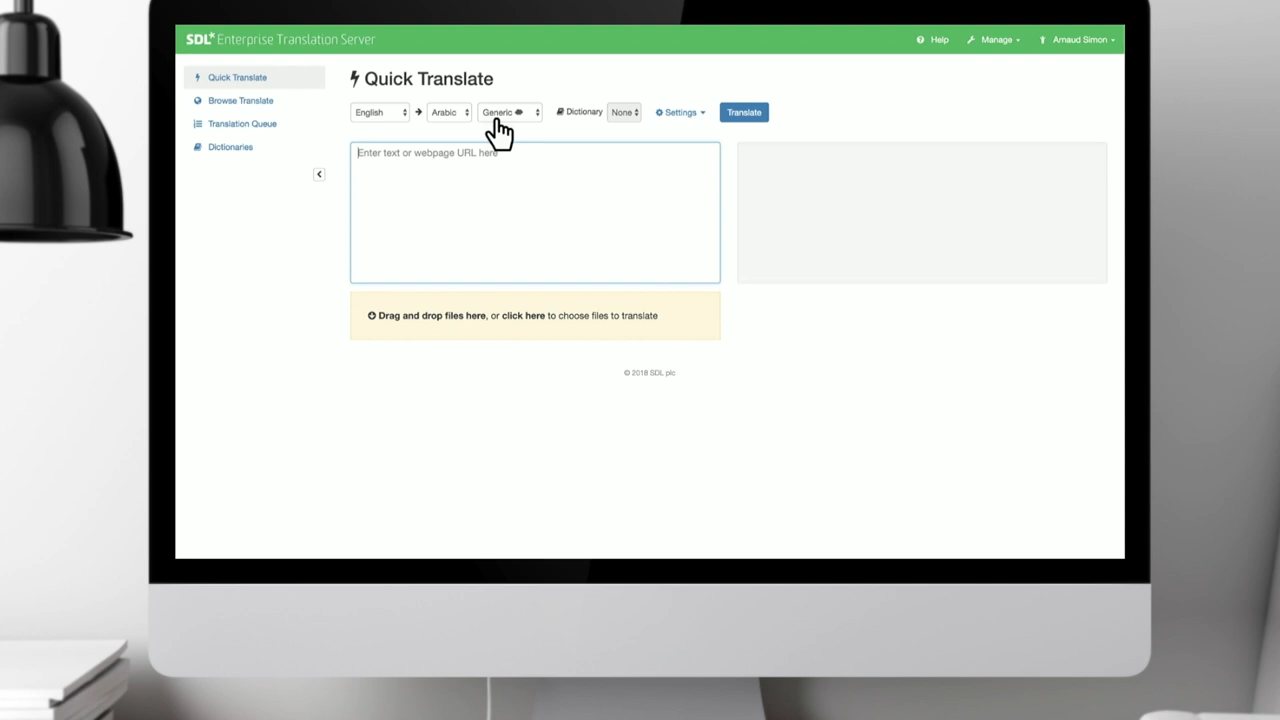 SDL* Enterprise Translation Server
Help Manage Arnaud Simon
Quick Translate
Browse Translate
Translation Queue
Dictionaries
Quick Translate
English Arabic Generic Dictionary None Settings Translate
Enter text or webpage URL here
Drag and drop files here, or click here to choose files to translate
© 2018 SDL plc